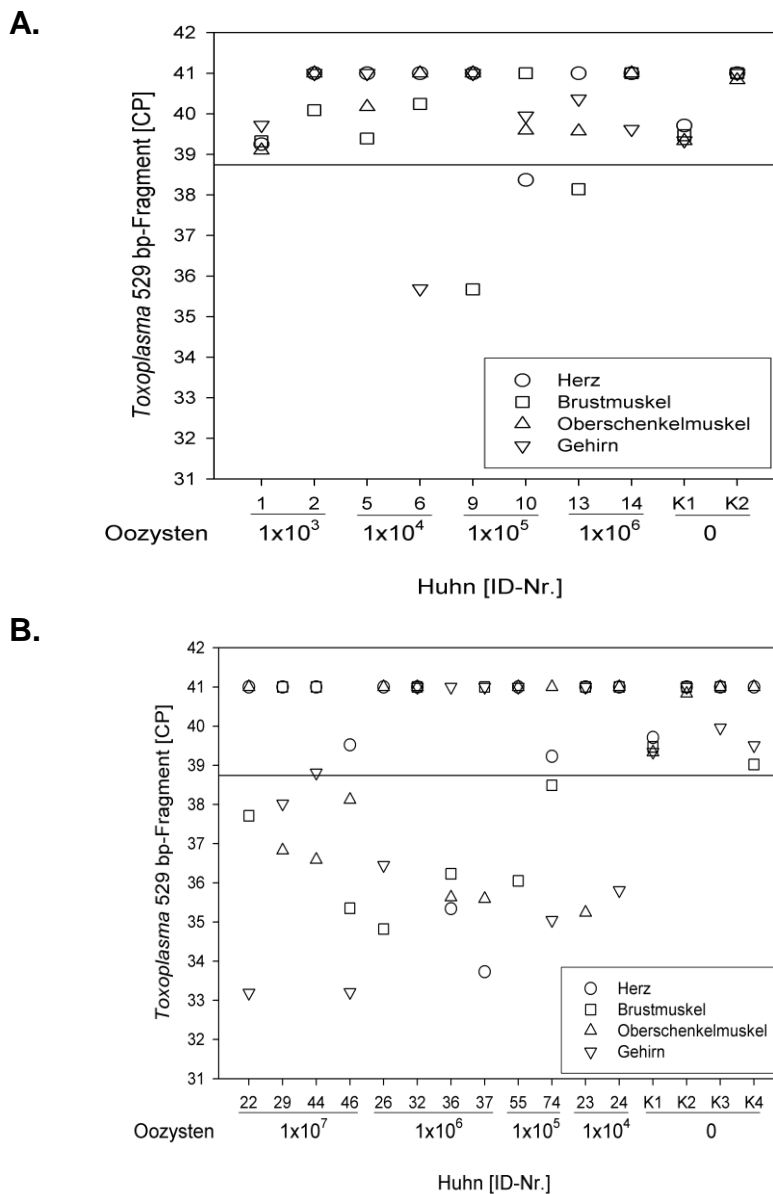 A.
Toxoplasma 529 bp-Fragment [CP]
42
41
40
39
38
37
36
35
34
33
32
31
Herz
Brustmuskel
Oberschenkelmuskel
Gehirn
1 2 5 6 9 10 13 14 K1 K2
Oozysten 1x10³ 1x10⁴ 1x10⁵ 1x10⁶ 0
Huhn [ID-Nr.]
B.
Toxoplasma 529 bp-Fragment [CP]
42
41
40
39
38
37
36
35
34
33
32
31
Herz
Brustmuskel
Oberschenkelmuskel
Gehirn
22 29 44 46 26 32 36 37 55 74 23 24 K1 K2 K3 K4
Oozysten 1x10⁷ 1x10⁶ 1x10⁵ 1x10⁴ 0
Huhn [ID-Nr.]